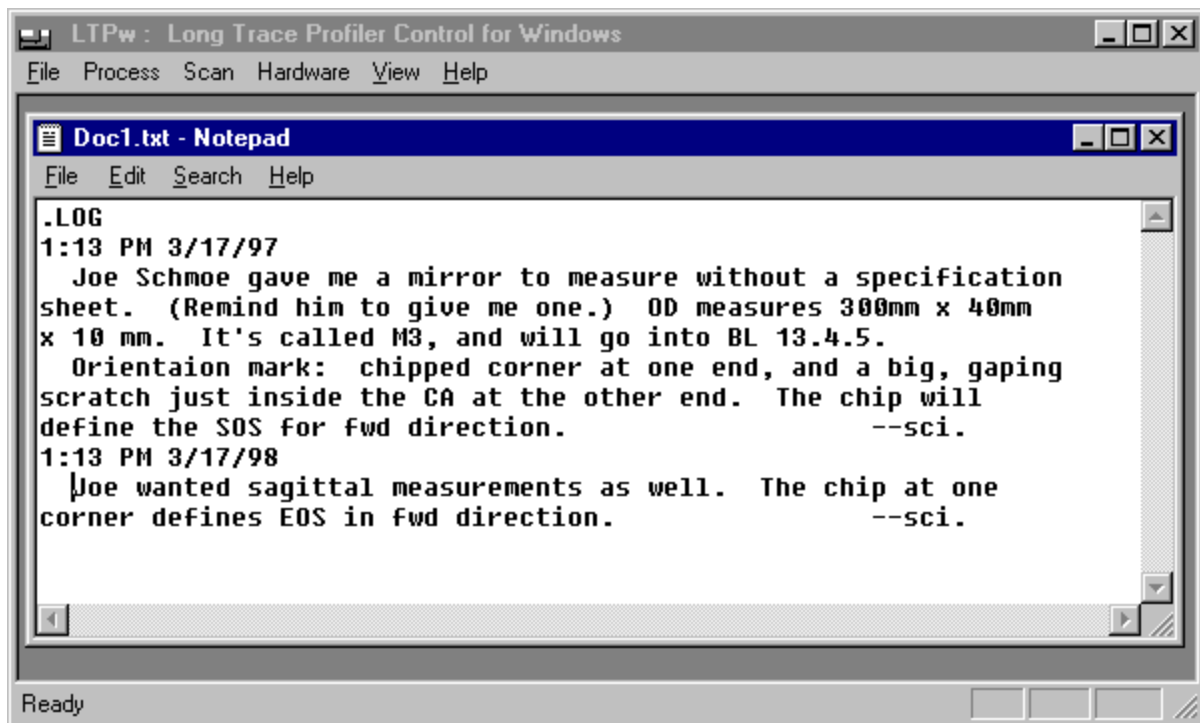 LTPw :  Long Trace Profiler Control for Windows
File  Process  Scan  Hardware  View  Help
Doc1.txt - Notepad
File  Edit  Search  Help
.LOG
1:13 PM 3/17/97
  Joe Schmoe gave me a mirror to measure without a specification
sheet.  (Remind him to give me one.)  OD measures 300mm x 40mm
x 10 mm.  It's called M3, and will go into BL 13.4.5.
  Orientaion mark:  chipped corner at one end, and a big, gaping
scratch just inside the CA at the other end.  The chip will
define the SOS for fwd direction.                   --sci.
1:13 PM 3/17/98
  Joe wanted sagittal measurements as well.  The chip at one
corner defines EOS in fwd direction.                --sci.
Ready